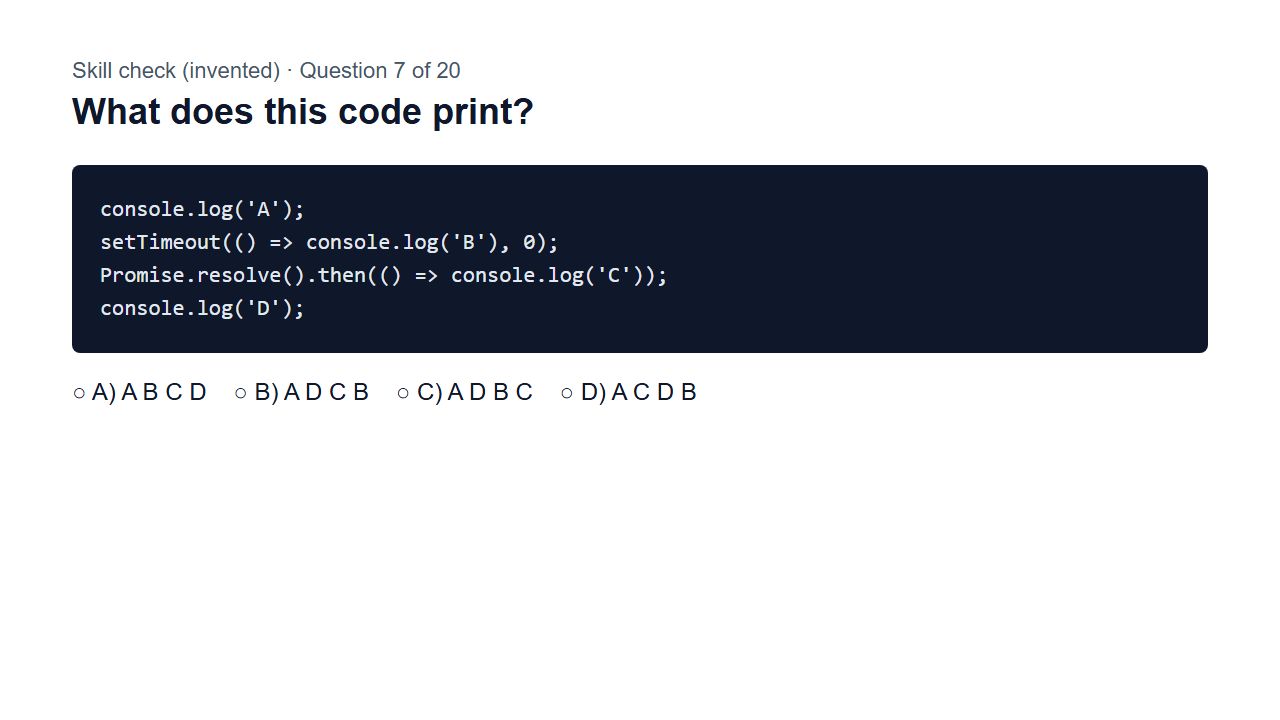 Skill check (invented) · Question 7 of 20
What does this code print?
console.log('A');
setTimeout(() => console.log('B'), 0);
Promise.resolve().then(() => console.log('C'));
console.log('D');
○ A) A B C D ○ B) A D C B ○ C) A D B C ○ D) A C D B